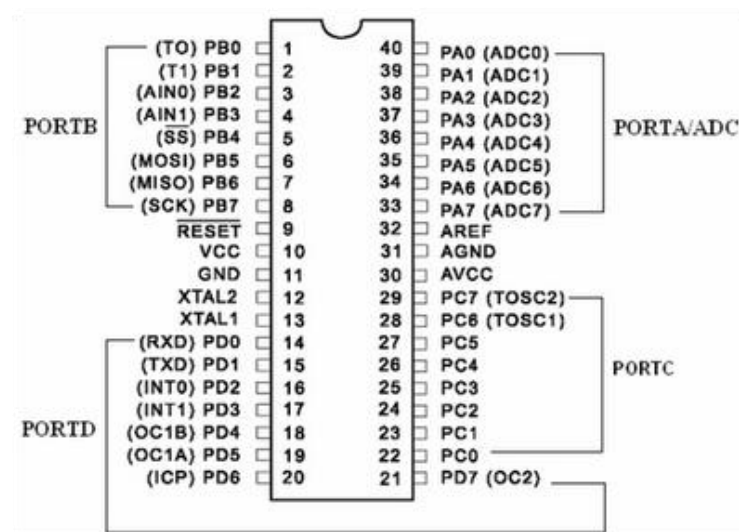 (TO) PB0 1 40 PA0 (ADC0)
(T1) PB1 2 39 PA1 (ADC1)
(AIN0) PB2 3 38 PA2 (ADC2)
(AIN1) PB3 4 37 PA3 (ADC3)
PORTB (SS) PB4 5 36 PA4 (ADC4) PORTA/ADC
(MOSI) PB5 6 35 PA5 (ADC5)
(MISO) PB6 7 34 PA6 (ADC6)
(SCK) PB7 8 33 PA7 (ADC7)
RESET 9 32 AREF
VCC 10 31 AGND
GND 11 30 AVCC
XTAL2 12 29 PC7 (TOSC2)
XTAL1 13 28 PC6 (TOSC1)
(RXD) PD0 14 27 PC5
(TXD) PD1 15 26 PC4 PORTC
(INT0) PD2 16 25 PC3
(INT1) PD3 17 24 PC2
PORTD (OC1B) PD4 18 23 PC1
(OC1A) PD5 19 22 PC0
(ICP) PD6 20 21 PD7 (OC2)